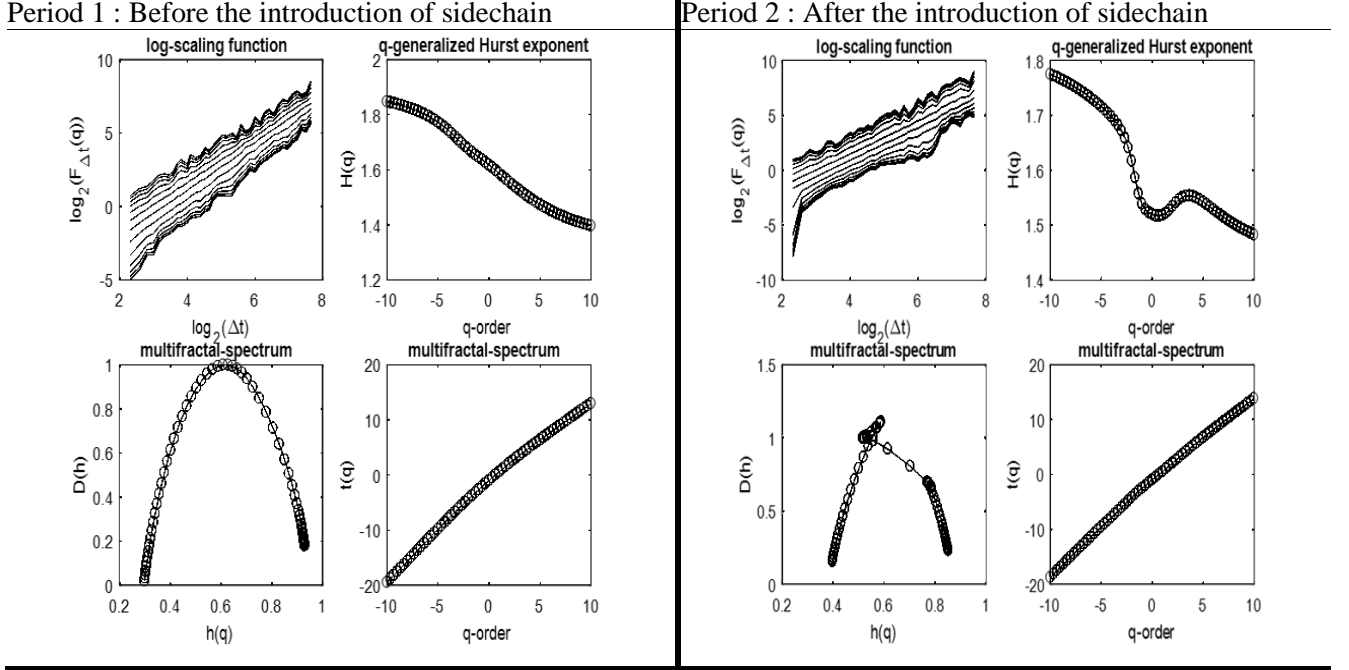 Period 1 : Before the introduction of sidechain
log-scaling function
log2(FΔt(q))
10
5
0
-5
2 4 6 8
log2(Δt)
q-generalized Hurst exponent
H(q)
2
1.8
1.6
1.4
1.2
-10 -5 0 5 10
q-order
multifractal-spectrum
D(h)
1
0.8
0.6
0.4
0.2
0
0.2 0.4 0.6 0.8 1
h(q)
multifractal-spectrum
t(q)
20
10
0
-10
-20
-10 -5 0 5 10
q-order
Period 2 : After the introduction of sidechain
log-scaling function
log2(FΔt(q))
10
5
0
-5
-10
2 4 6 8
log2(Δt)
q-generalized Hurst exponent
H(q)
1.8
1.7
1.6
1.5
1.4
-10 -5 0 5 10
q-order
multifractal-spectrum
D(h)
1.5
1
0.5
0
0.2 0.4 0.6 0.8 1
h(q)
multifractal-spectrum
t(q)
20
10
0
-10
-20
-10 -5 0 5 10
q-order